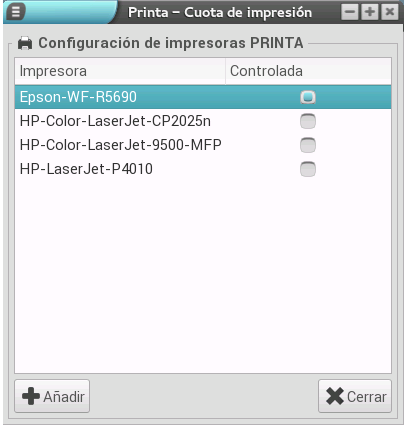 Printa – Cuota de impresión
Configuración de impresoras PRINTA
Impresora Controlada
Epson-WF-R5690
HP-Color-LaserJet-CP2025n
HP-Color-LaserJet-9500-MFP
HP-LaserJet-P4010
Añadir Cerrar